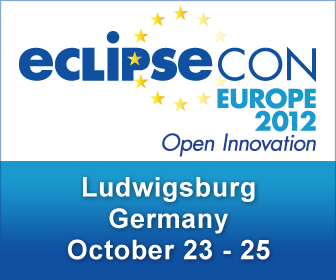 eclipsecon
EUROPE
2012
Open Innovation
Ludwigsburg
Germany
October 23 - 25